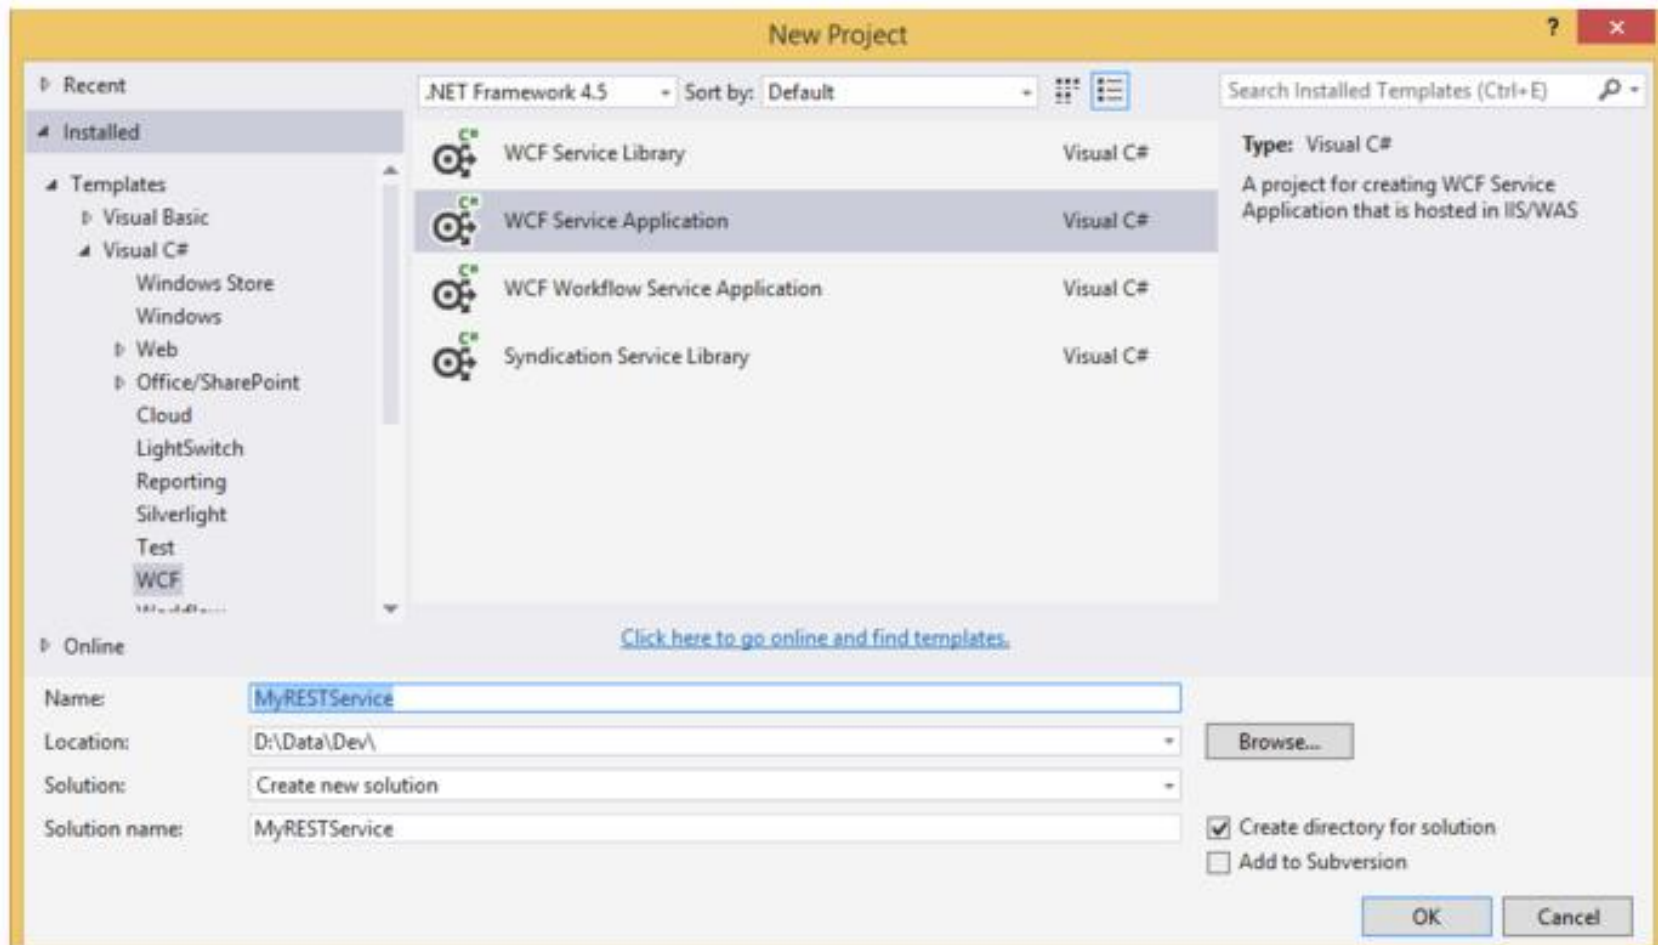 New Project
?
Recent
Installed
Templates
Visual Basic
Visual C#
Windows Store
Windows
Web
Office/SharePoint
Cloud
LightSwitch
Reporting
Silverlight
Test
WCF
Online
.NET Framework 4.5
Sort by: Default
Search Installed Templates (Ctrl+E)
C# WCF Service Library Visual C#
C# WCF Service Application Visual C#
C# WCF Workflow Service Application Visual C#
C# Syndication Service Library Visual C#
Click here to go online and find templates.
Type: Visual C#
A project for creating WCF Service
Application that is hosted in IIS/WAS
Name: MyRESTService
Location: D:\Data\Dev\
Browse...
Solution: Create new solution
Solution name: MyRESTService
Create directory for solution
Add to Subversion
OK Cancel